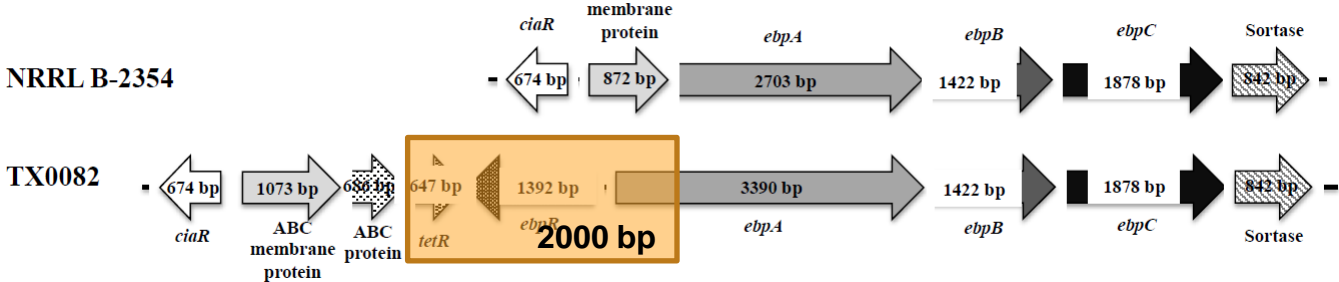 ciaR membrane protein ebpA ebpB ebpC Sortase
NRRL B-2354 674 bp 872 bp 2703 bp 1422 bp 1878 bp 842 bp
TX0082 674 bp 1073 bp 686 bp 647 bp 1392 bp 3390 bp 1422 bp 1878 bp 842 bp
ciaR ABC membrane protein ABC protein tetR ebpR 2000 bp ebpA ebpB ebpC Sortase